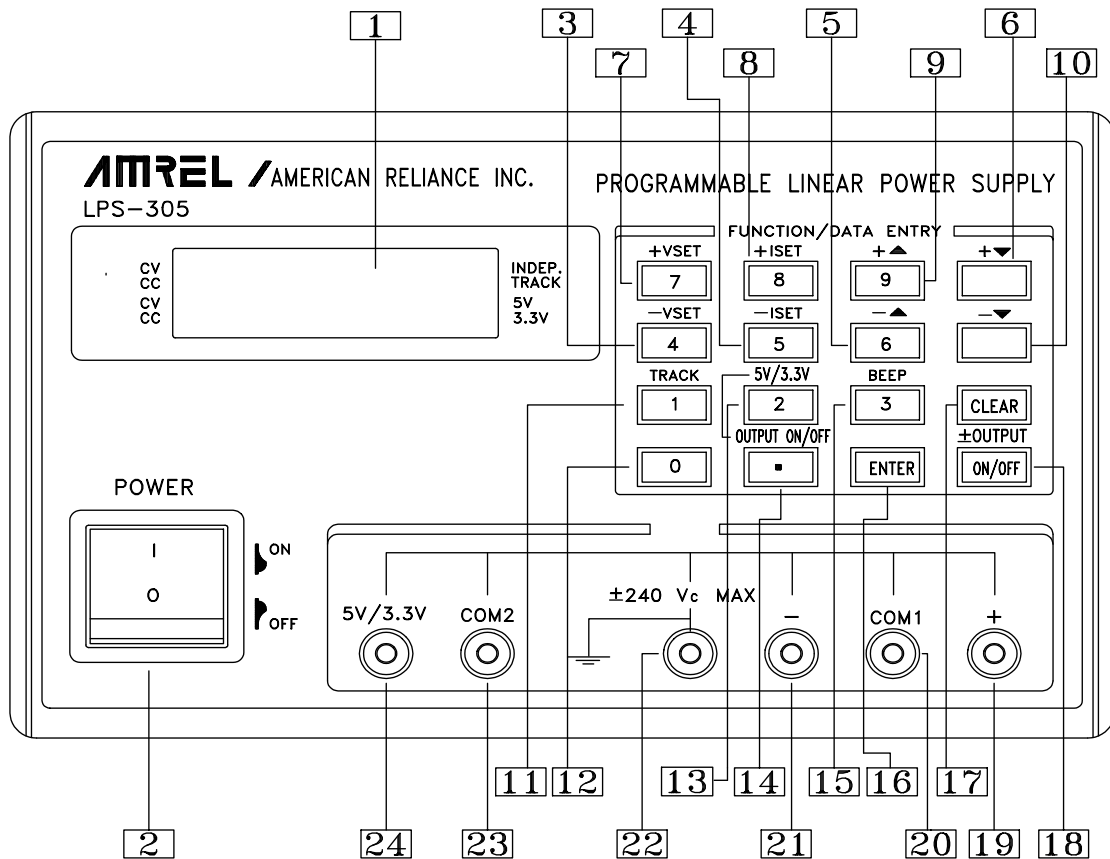 1 3 4 5 6
7 8 9 10
AMREL / AMERICAN RELIANCE INC.
PROGRAMMABLE LINEAR POWER SUPPLY
LPS-305
FUNCTION/DATA ENTRY
CV
CC
CV
CC
INDEP.
TRACK
5V
3.3V
+VSET +ISET +▲ +▼
7 8 9
-VSET -ISET -▲ -▼
4 5 6
TRACK 5V/3.3V BEEP
1 2 3 CLEAR
OUTPUT ON/OFF ±OUTPUT
0 ▪ ENTER ON/OFF
POWER
I
O
ON
OFF
±240 Vc MAX
5V/3.3V COM2 - COM1 +
11 12 13 14 15 16 17
2 24 23 22 21 20 19 18